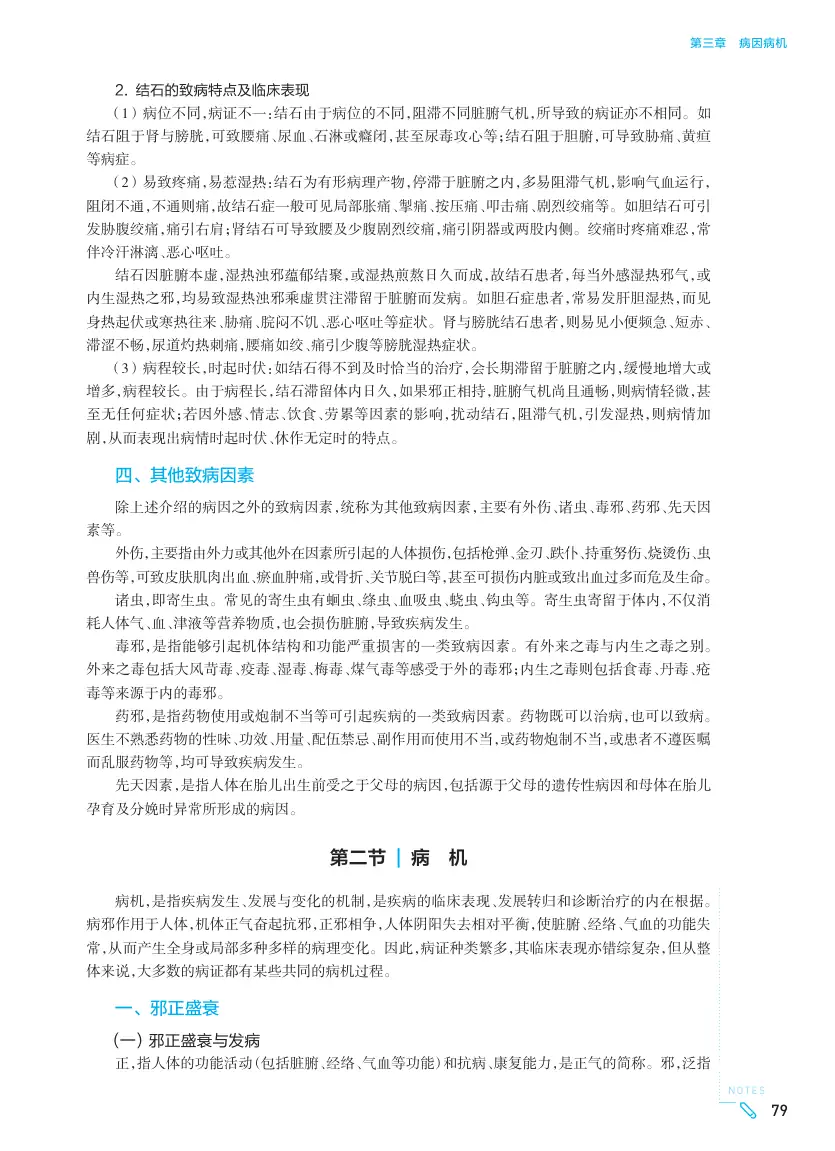 第三章 病因病机
2. 结石的致病特点及临床表现
（1）病位不同,病证不一:结石由于病位的不同,阻滞不同脏腑气机,所导致的病证亦不相同。如
结石阻于肾与膀胱,可致腰痛、尿血、石淋或癃闭,甚至尿毒攻心等;结石阻于胆腑,可导致胁痛、黄疸
等病症。
（2）易致疼痛,易惹湿热:结石为有形病理产物,停滞于脏腑之内,多易阻滞气机,影响气血运行,
阻闭不通,不通则痛,故结石症一般可见局部胀痛、掣痛、按压痛、叩击痛、剧烈绞痛等。如胆结石可引
发胁腹绞痛,痛引右肩;肾结石可导致腰及少腹剧烈绞痛,痛引阴器或两股内侧。绞痛时疼痛难忍,常
伴冷汗淋漓、恶心呕吐。
结石因脏腑本虚,湿热浊邪蕴郁结聚,或湿热煎熬日久而成,故结石患者,每当外感湿热邪气,或
内生湿热之邪,均易致湿热浊邪乘虚贯注滞留于脏腑而发病。如胆石症患者,常易发肝胆湿热,而见
身热起伏或寒热往来、胁痛、脘闷不饥、恶心呕吐等症状。肾与膀胱结石患者,则易见小便频急、短赤、
滞涩不畅,尿道灼热刺痛,腰痛如绞、痛引少腹等膀胱湿热症状。
（3）病程较长,时起时伏:如结石得不到及时恰当的治疗,会长期滞留于脏腑之内,缓慢地增大或
增多,病程较长。由于病程长,结石滞留体内日久,如果邪正相持,脏腑气机尚且通畅,则病情轻微,甚
至无任何症状;若因外感、情志、饮食、劳累等因素的影响,扰动结石,阻滞气机,引发湿热,则病情加
剧,从而表现出病情时起时伏、休作无定时的特点。
四、其他致病因素
除上述介绍的病因之外的致病因素,统称为其他致病因素,主要有外伤、诸虫、毒邪、药邪、先天因
素等。
外伤,主要指由外力或其他外在因素所引起的人体损伤,包括枪弹、金刃、跌仆、持重努伤、烧烫伤、虫
兽伤等,可致皮肤肌肉出血、瘀血肿痛,或骨折、关节脱臼等,甚至可损伤内脏或致出血过多而危及生命。
诸虫,即寄生虫。常见的寄生虫有蛔虫、绦虫、血吸虫、蛲虫、钩虫等。寄生虫寄留于体内,不仅消
耗人体气、血、津液等营养物质,也会损伤脏腑,导致疾病发生。
毒邪,是指能够引起机体结构和功能严重损害的一类致病因素。有外来之毒与内生之毒之别。
外来之毒包括大风苛毒、疫毒、湿毒、梅毒、煤气毒等感受于外的毒邪;内生之毒则包括食毒、丹毒、疮
毒等来源于内的毒邪。
药邪,是指药物使用或炮制不当等可引起疾病的一类致病因素。药物既可以治病,也可以致病。
医生不熟悉药物的性味、功效、用量、配伍禁忌、副作用而使用不当,或药物炮制不当,或患者不遵医嘱
而乱服药物等,均可导致疾病发生。
先天因素,是指人体在胎儿出生前受之于父母的病因,包括源于父母的遗传性病因和母体在胎儿
孕育及分娩时异常所形成的病因。
第二节 | 病 机
病机,是指疾病发生、发展与变化的机制,是疾病的临床表现、发展转归和诊断治疗的内在根据。
病邪作用于人体,机体正气奋起抗邪,正邪相争,人体阴阳失去相对平衡,使脏腑、经络、气血的功能失
常,从而产生全身或局部多种多样的病理变化。因此,病证种类繁多,其临床表现亦错综复杂,但从整
体来说,大多数的病证都有某些共同的病机过程。
一、邪正盛衰
（一）邪正盛衰与发病
正,指人体的功能活动(包括脏腑、经络、气血等功能)和抗病、康复能力,是正气的简称。邪,泛指
NOTES
79